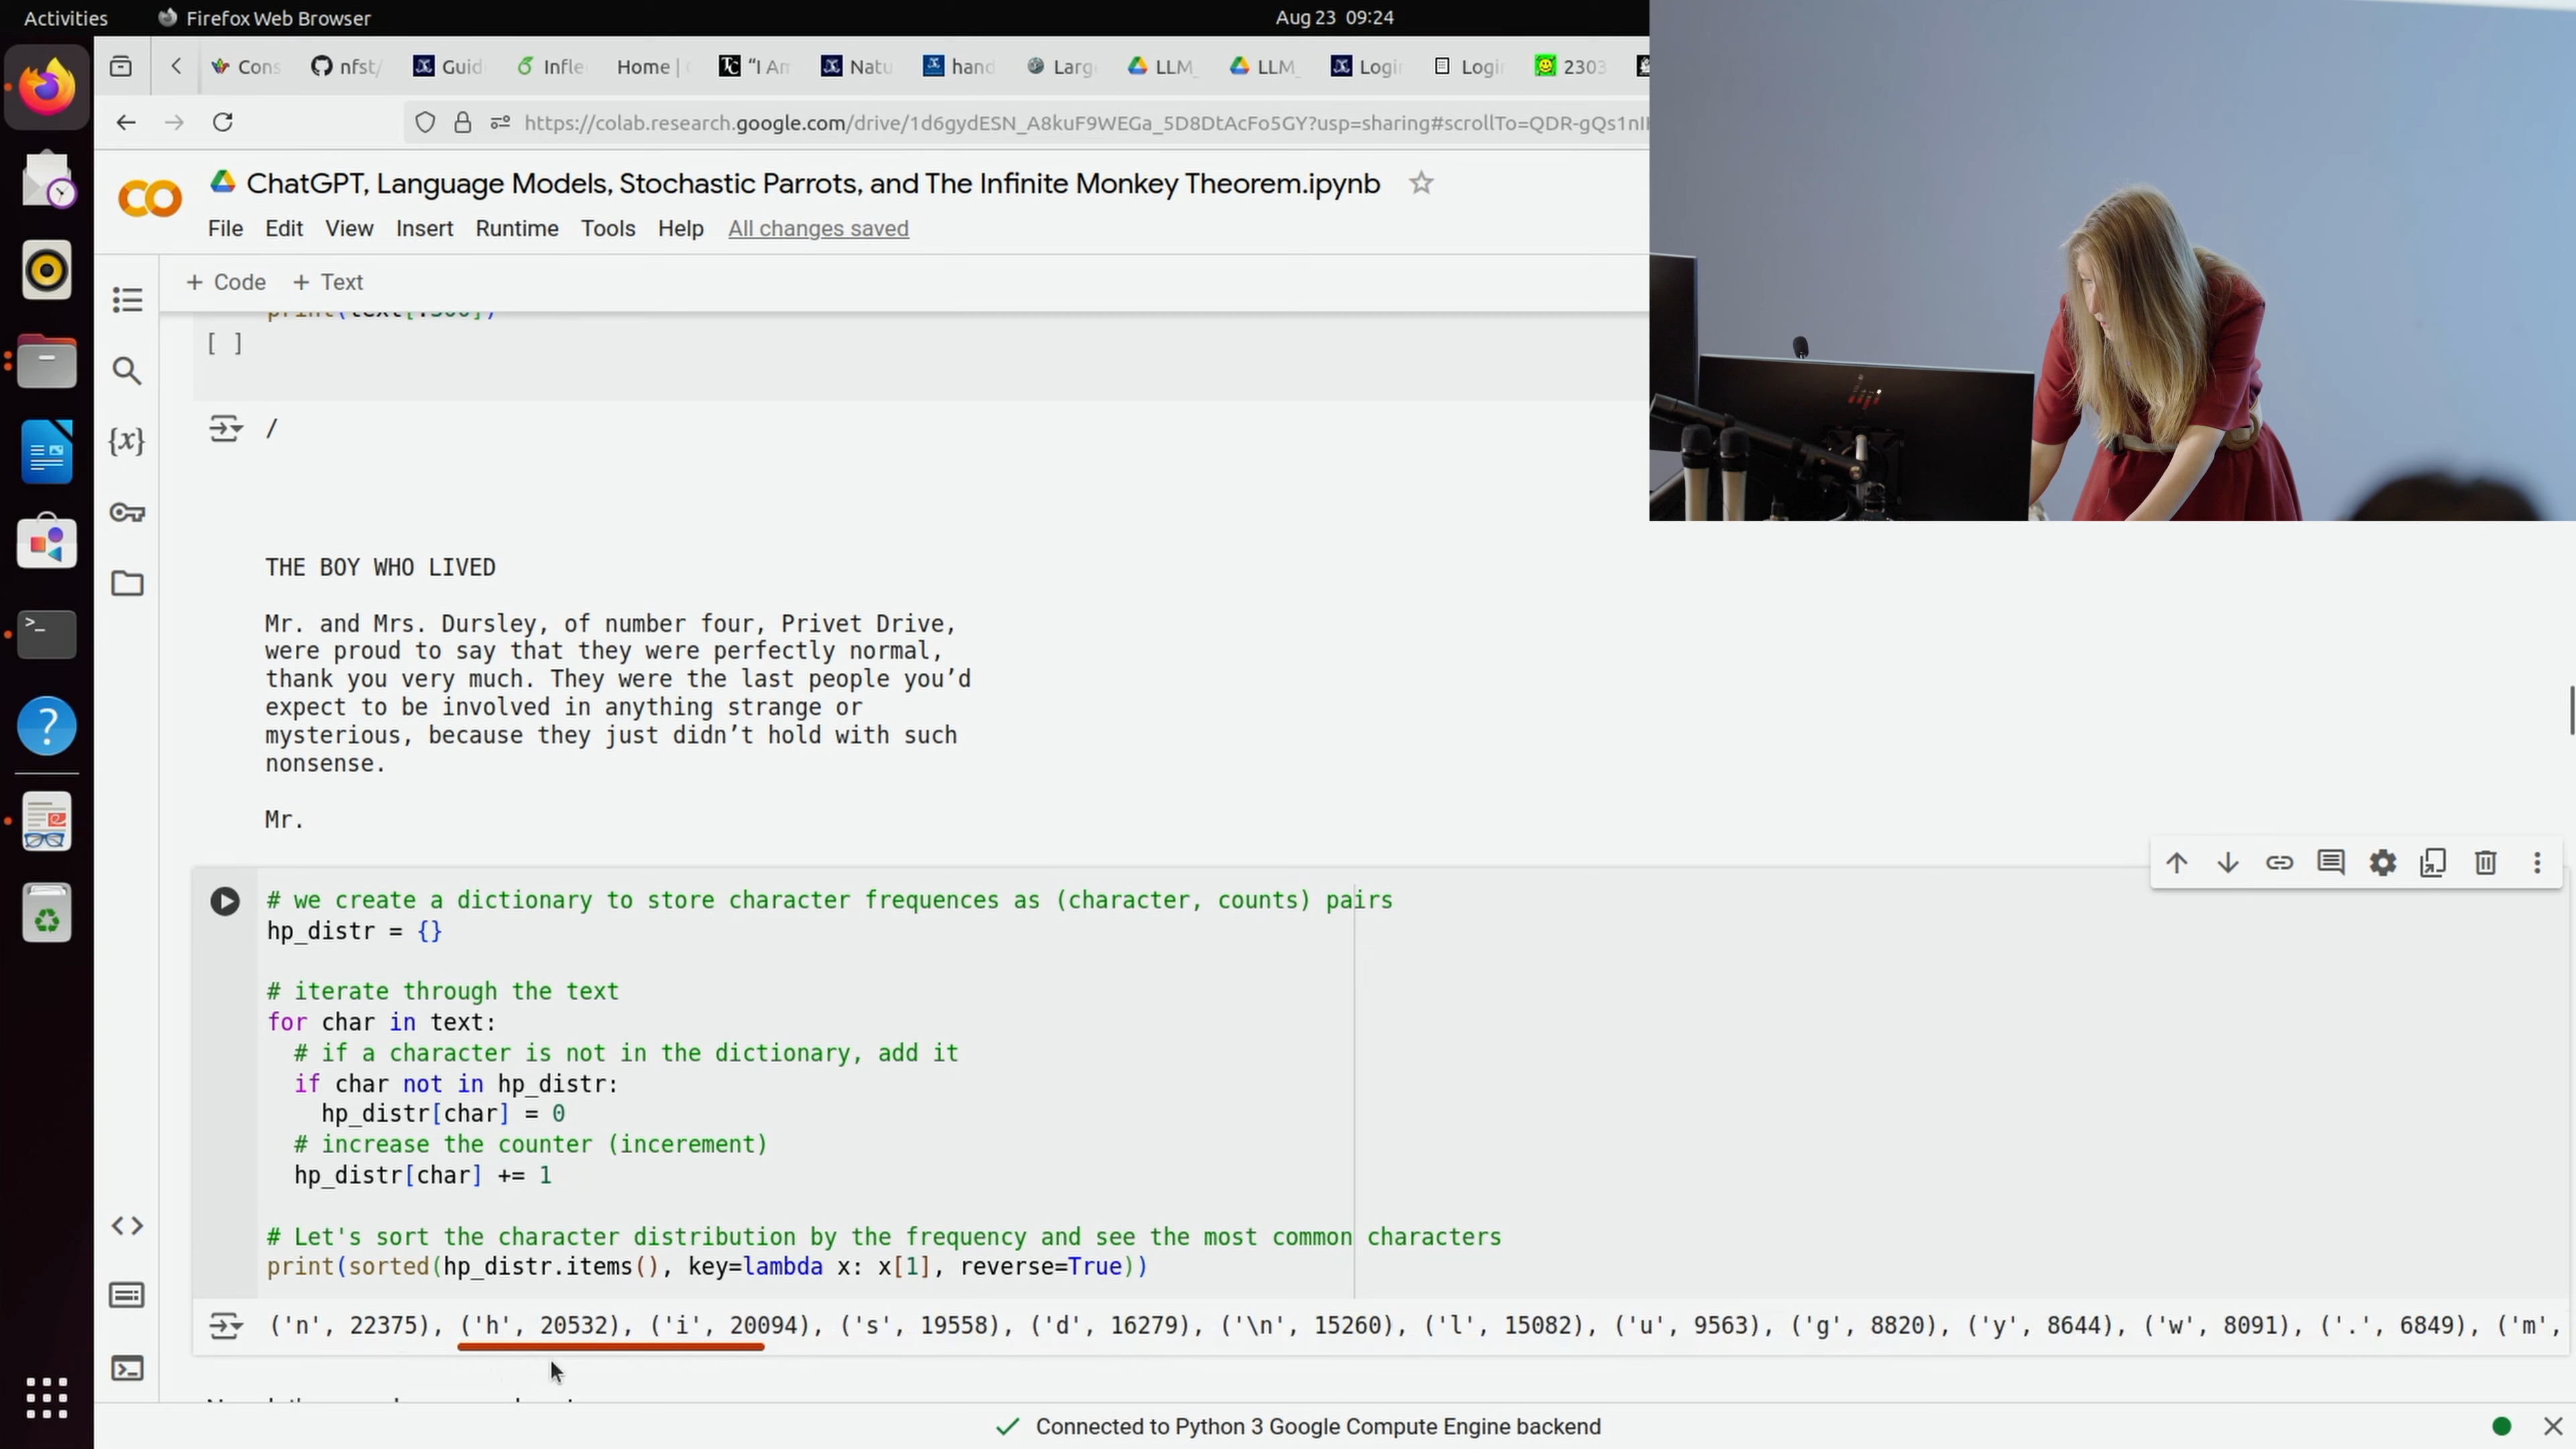 Activities
Firefox Web Browser
Aug 23 09:24
Cons
nfst/
Guid
Infle
Home |
"I Am
Natu
hand
Larg
LLM_
LLM_
Logi
Logi
2303
https://colab.research.google.com/drive/1d6gydESN_A8kuF9WEGa_5D8DtAcFo5GY?usp=sharing#scrollTo=QDR-gQs1nI
ChatGPT, Language Models, Stochastic Parrots, and The Infinite Monkey Theorem.ipynb
File Edit View Insert Runtime Tools Help All changes saved
+ Code + Text
[ ]
/
THE BOY WHO LIVED
Mr. and Mrs. Dursley, of number four, Privet Drive,
were proud to say that they were perfectly normal,
thank you very much. They were the last people you’d
expect to be involved in anything strange or
mysterious, because they just didn’t hold with such
nonsense.
Mr.
# we create a dictionary to store character frequences as (character, counts) pairs
hp_distr = {}
# iterate through the text
for char in text:
# if a character is not in the dictionary, add it
if char not in hp_distr:
hp_distr[char] = 0
# increase the counter (incerement)
hp_distr[char] += 1
# Let's sort the character distribution by the frequency and see the most common characters
print(sorted(hp_distr.items(), key=lambda x: x[1], reverse=True))
('n', 22375), ('h', 20532), ('i', 20094), ('s', 19558), ('d', 16279), ('\n', 15260), ('l', 15082), ('u', 9563), ('g', 8820), ('y', 8644), ('w', 8091), ('.', 6849), ('m',
Connected to Python 3 Google Compute Engine backend